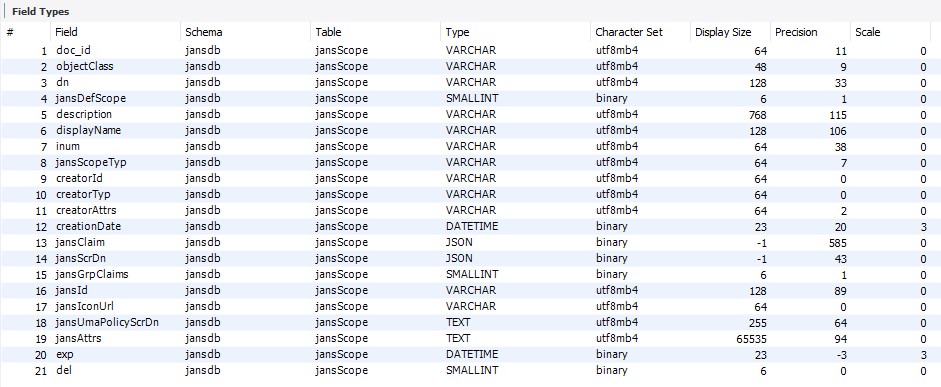 Field Types
# Field Schema Table Type Character Set Display Size Precision Scale
1 doc_id jansdb jansScope VARCHAR utf8mb4 64 11 0
2 objectClass jansdb jansScope VARCHAR utf8mb4 48 9 0
3 dn jansdb jansScope VARCHAR utf8mb4 128 33 0
4 jansDefScope jansdb jansScope SMALLINT binary 6 1 0
5 description jansdb jansScope VARCHAR utf8mb4 768 115 0
6 displayName jansdb jansScope VARCHAR utf8mb4 128 106 0
7 inum jansdb jansScope VARCHAR utf8mb4 64 38 0
8 jansScopeTyp jansdb jansScope VARCHAR utf8mb4 64 7 0
9 creatorId jansdb jansScope VARCHAR utf8mb4 64 0 0
10 creatorTyp jansdb jansScope VARCHAR utf8mb4 64 0 0
11 creatorAttrs jansdb jansScope VARCHAR utf8mb4 64 2 0
12 creationDate jansdb jansScope DATETIME binary 23 20 3
13 jansClaim jansdb jansScope JSON binary -1 585 0
14 jansScrDn jansdb jansScope JSON binary -1 43 0
15 jansGrpClaims jansdb jansScope SMALLINT binary 6 1 0
16 jansId jansdb jansScope VARCHAR utf8mb4 128 89 0
17 jansIconUrl jansdb jansScope VARCHAR utf8mb4 64 0 0
18 jansUmaPolicyScrDn jansdb jansScope TEXT utf8mb4 255 64 0
19 jansAttrs jansdb jansScope TEXT utf8mb4 65535 94 0
20 exp jansdb jansScope DATETIME binary 23 -3 3
21 del jansdb jansScope SMALLINT binary 6 0 0